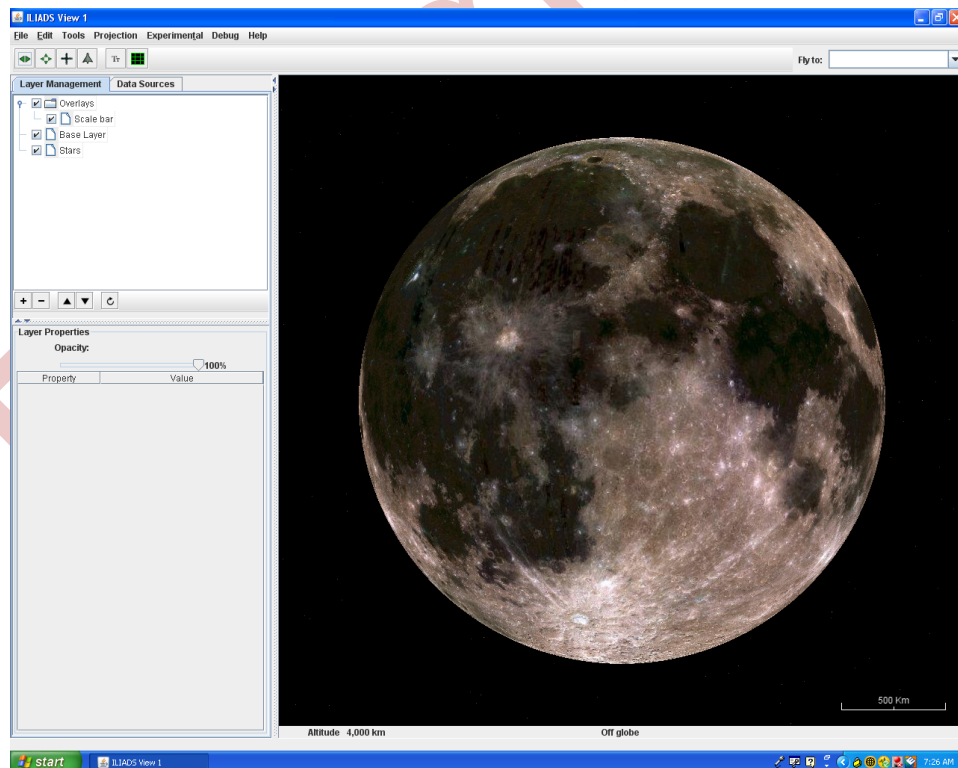 ILIADS View 1
File Edit Tools Projection Experimental Debug Help
Tr
Fly to:
Layer Management Data Sources
Overlays
Scale bar
Base Layer
Stars
Layer Properties
Opacity:
100%
Property Value
500 Km
Altitude 4,000 km Off globe
start ILIADS View 1 7:26 AM